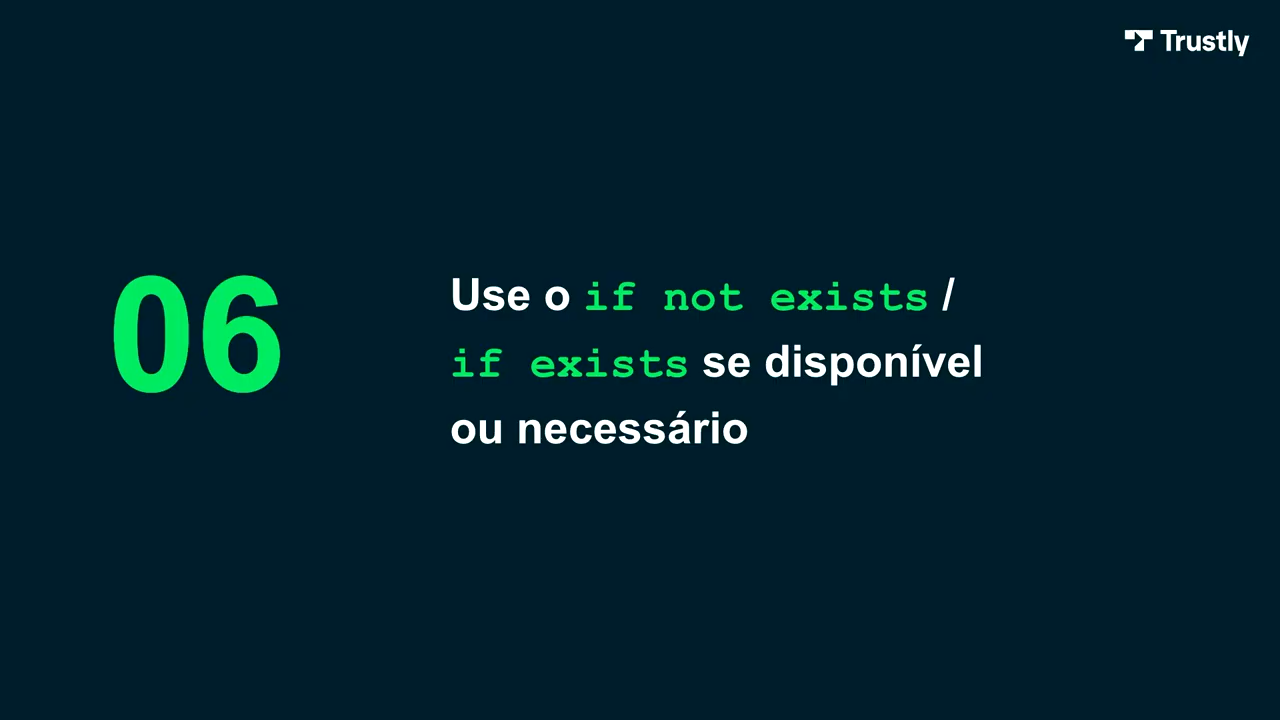 Trustly
06
Use o if not exists /
if exists se disponível
ou necessário